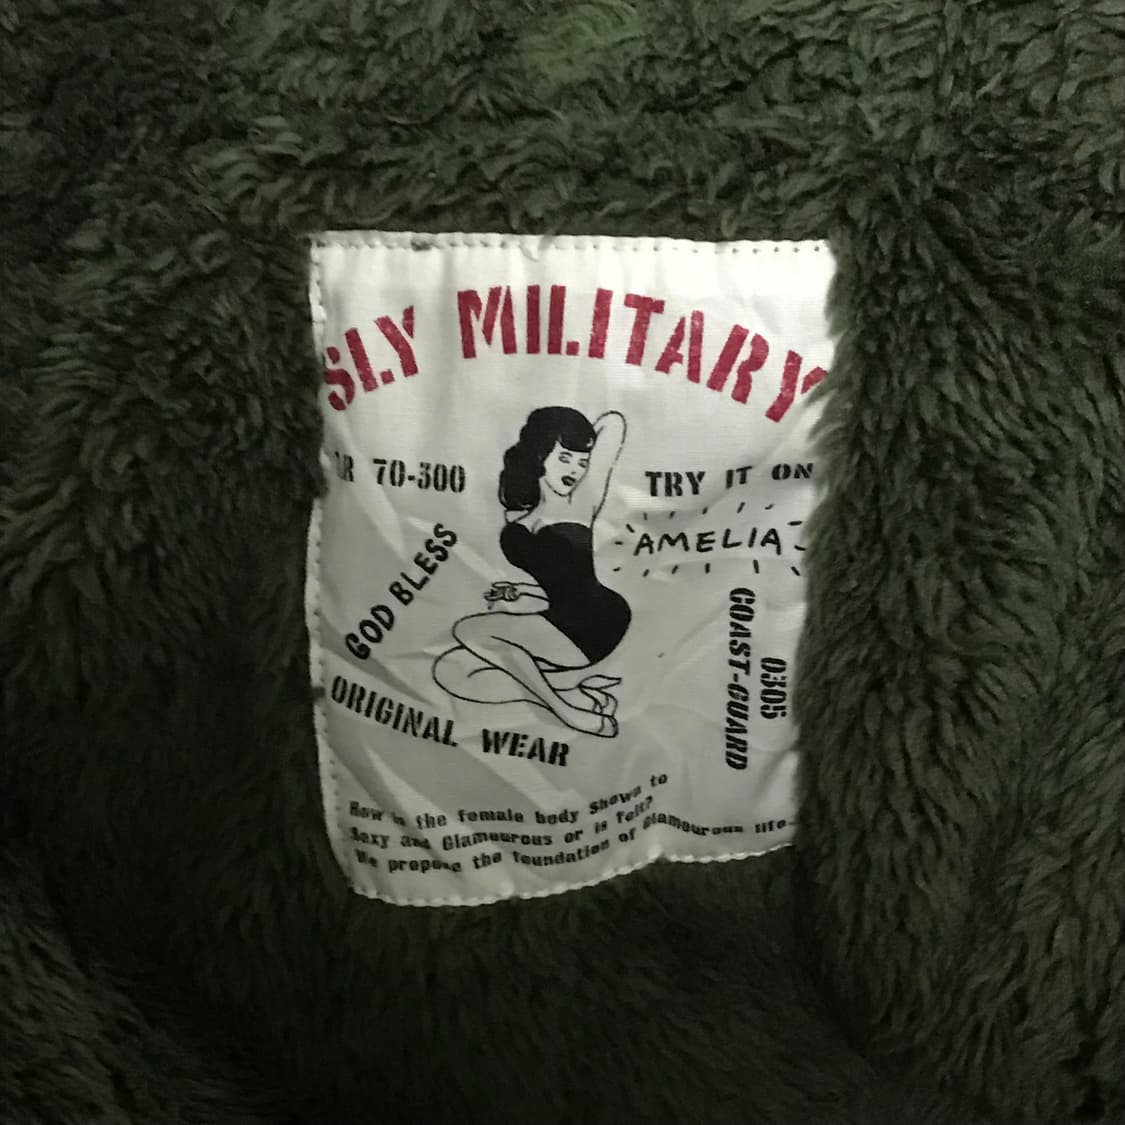 SLY MILITARY
70-300
TRY IT ON
AMELIA
GOD BLESS
COAST-GUARD
0305
ORIGINAL WEAR
How is the female body Shown to
Sexy and Glamourous or is Felt?
We propose the foundation of Glamourous life.